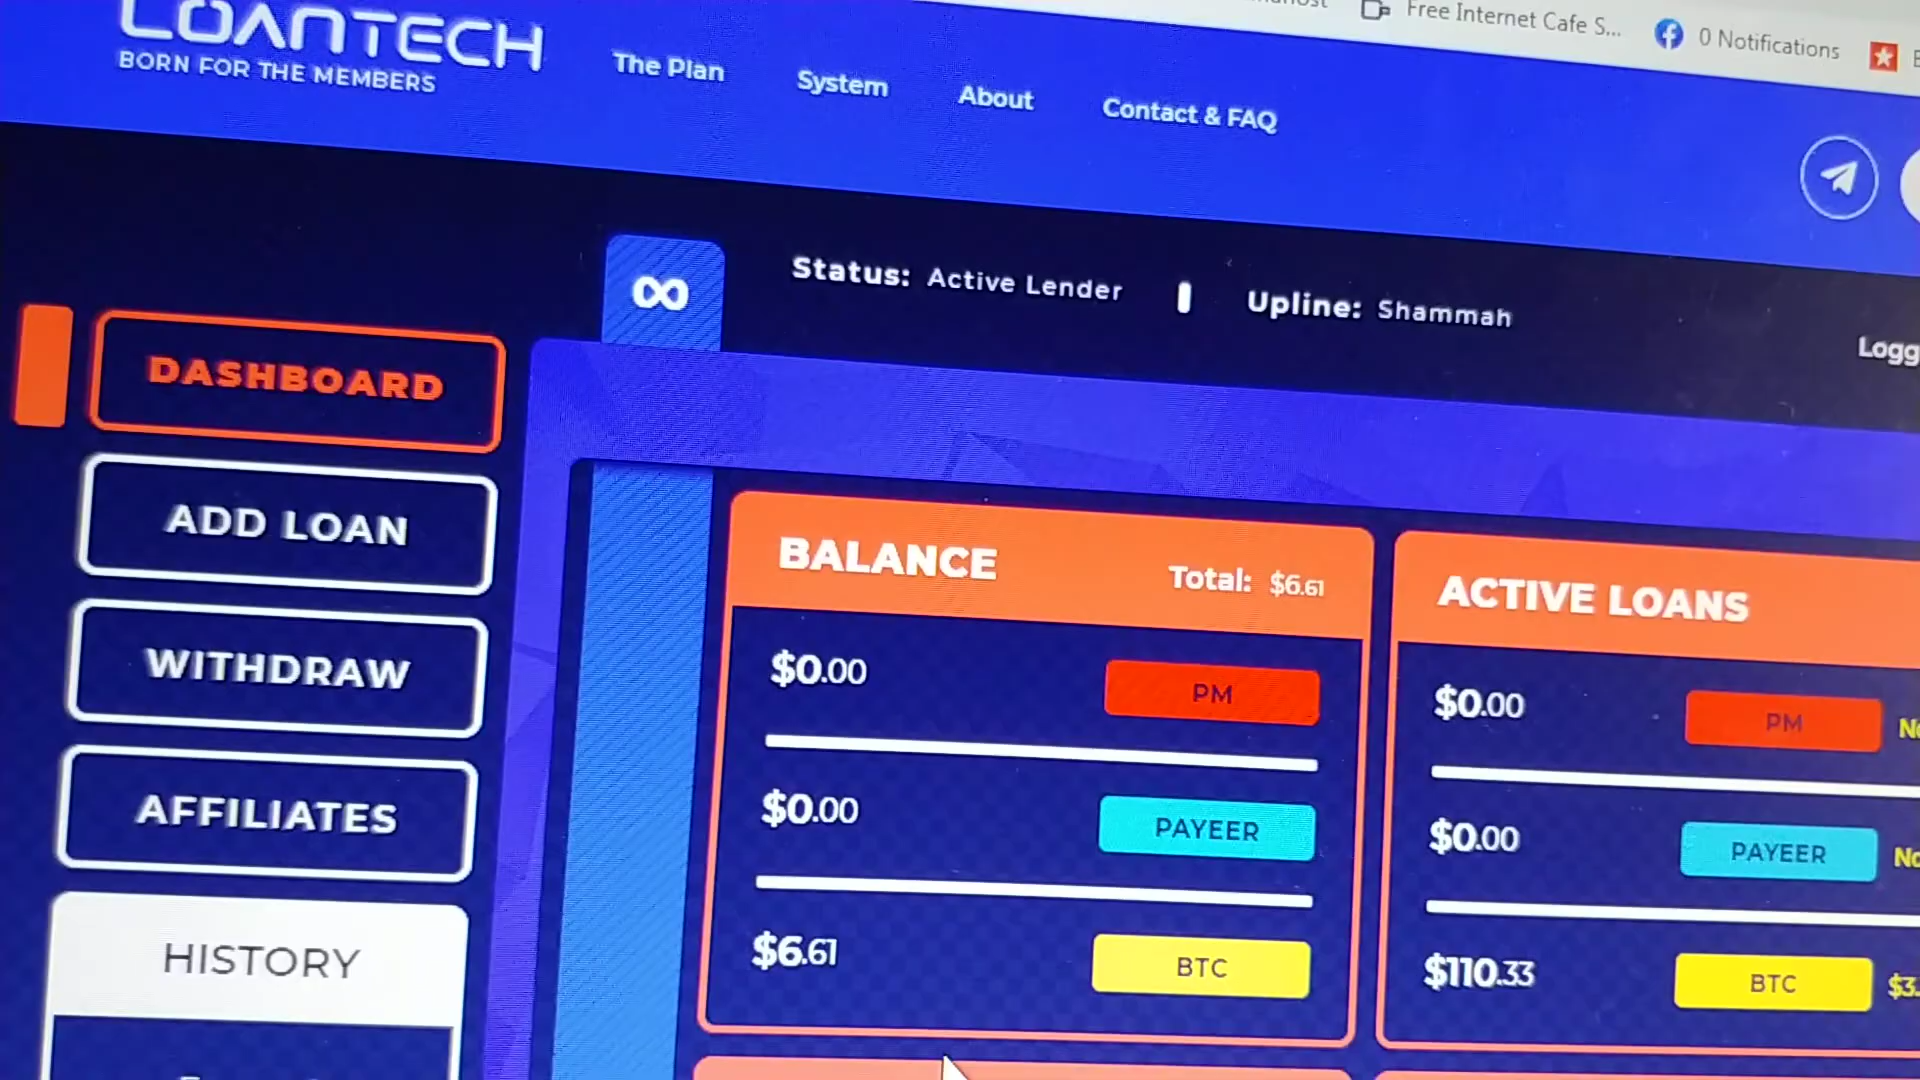 Free Internet Cafe S...
0 Notifications
LOANTECH
BORN FOR THE MEMBERS
The Plan
System
About
Contact & FAQ
Status: Active Lender
Upline: Shammah
Logg
DASHBOARD
ADD LOAN
WITHDRAW
AFFILIATES
HISTORY
BALANCE
Total: $6.61
$0.00 PM
$0.00 PAYEER
$6.61 BTC
ACTIVE LOANS
$0.00 PM
$0.00 PAYEER
$110.33 BTC $3.